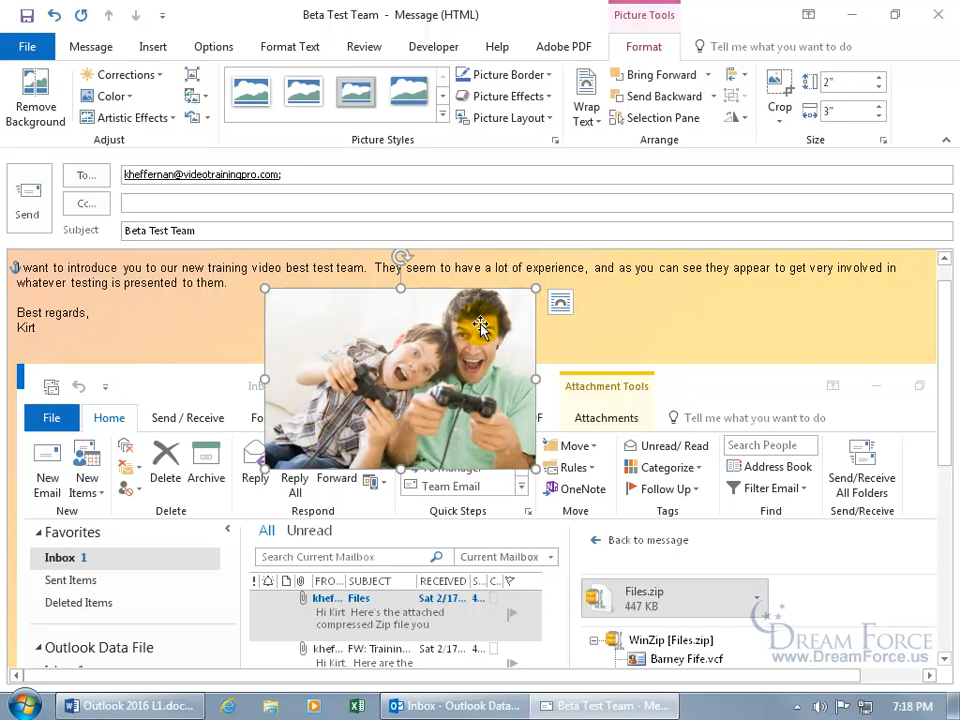 Beta Test Team - Message (HTML)
Picture Tools
File Message Insert Options Format Text Review Developer Help Adobe PDF Format Tell me what you want to do
Remove Background
Corrections
Color
Artistic Effects
Adjust
Picture Styles
Picture Border
Picture Effects
Picture Layout
Wrap Text
Bring Forward
Send Backward
Selection Pane
Arrange
Crop
2"
3"
Size
Send
To... kheffernan@videotrainingpro.com;
Cc...
Subject Beta Test Team
I want to introduce you to our new training video best test team. They seem to have a lot of experience, and as you can see they appear to get very involved in
whatever testing is presented to them.
Best regards,
Kirt
Attachment Tools
File Home Send / Receive Attachments Tell me what you want to do
New Email
New Items
New
Delete
Archive
Delete
Reply
Reply All
Forward
Respond
Team Email
Quick Steps
Move
Rules
OneNote
Move
Unread/ Read
Categorize
Follow Up
Tags
Search People
Address Book
Filter Email
Find
Send/Receive All Folders
Send/Receive
Favorites
Inbox 1
Sent Items
Deleted Items
Outlook Data File
All Unread
Search Current Mailbox Current Mailbox
! FRO... SUBJECT RECEIVED S... C...
khef... Files Sat 2/17... 4...
Hi Kirt Here's the attached
compressed Zip file you
khef... FW: Trainin... Sat 2/17... 4...
Hi Kirt Here are the
Back to message
Files.zip
447 KB
WinZip [Files.zip]
Barney Fife.vcf
DREAM FORCE
www.DreamForce.us
Outlook 2016 L1.doc...
Inbox - Outlook Data...
Beta Test Team - Me...
7:18 PM